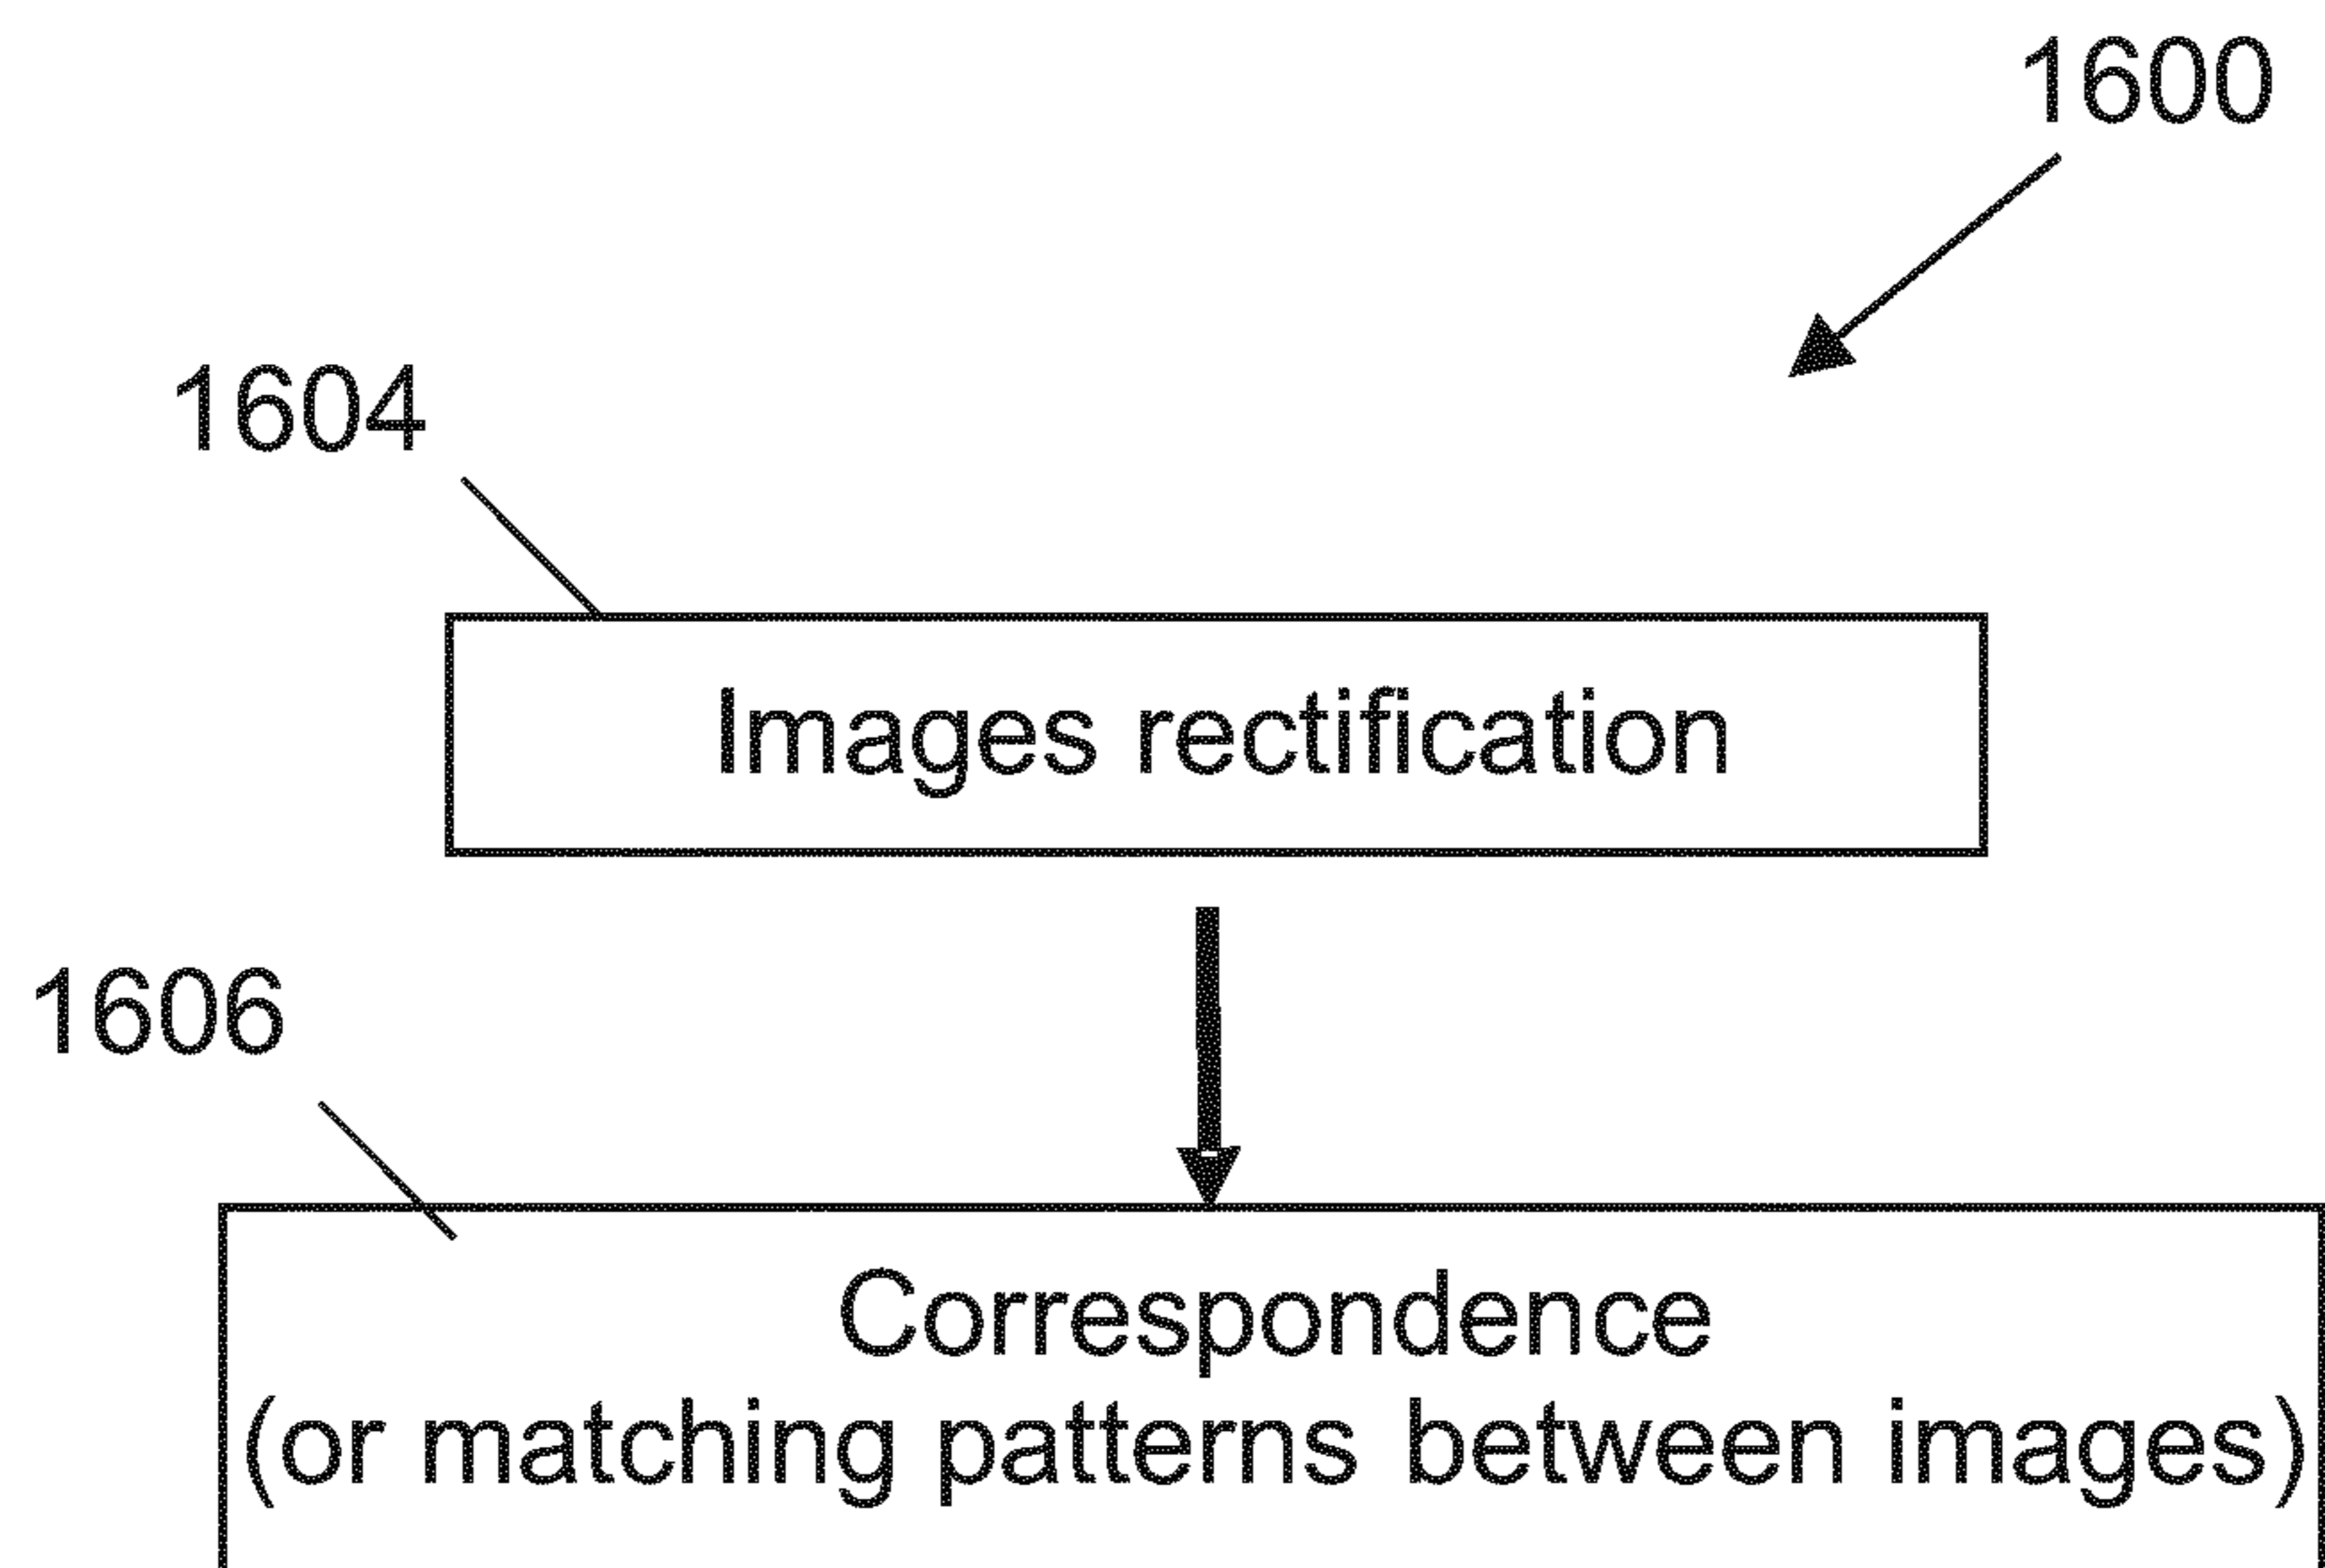 1600
1604
Images rectification
1606
Correspondence
(or matching patterns between images)